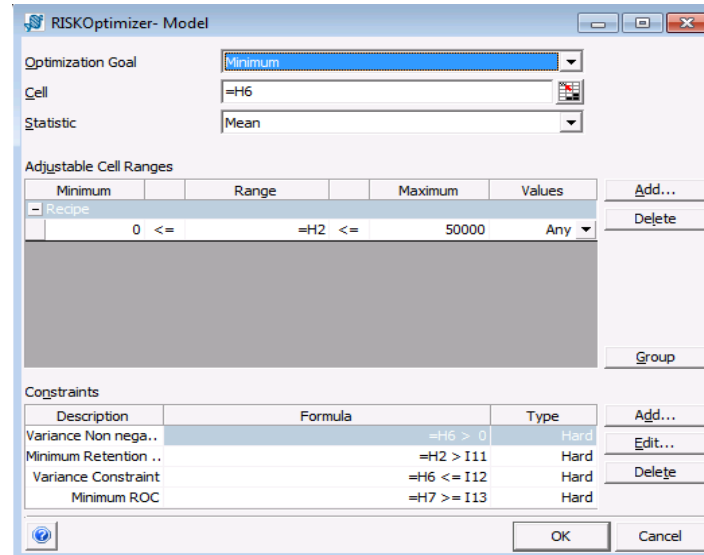 RISKOptimizer- Model
Optimization Goal Minimum
Cell =H6
Statistic Mean
Adjustable Cell Ranges
Minimum Range Maximum Values
Add...
Recipe
Delete
0 <= =H2 <= 50000 Any
Group
Constraints
Description Formula Type
Add...
Variance Non nega.. =H6 > 0 Hard
Edit...
Minimum Retention .. =H2 > I11 Hard
Variance Constraint =H6 <= I12 Hard
Delete
Minimum ROC =H7 >= I13 Hard
OK Cancel